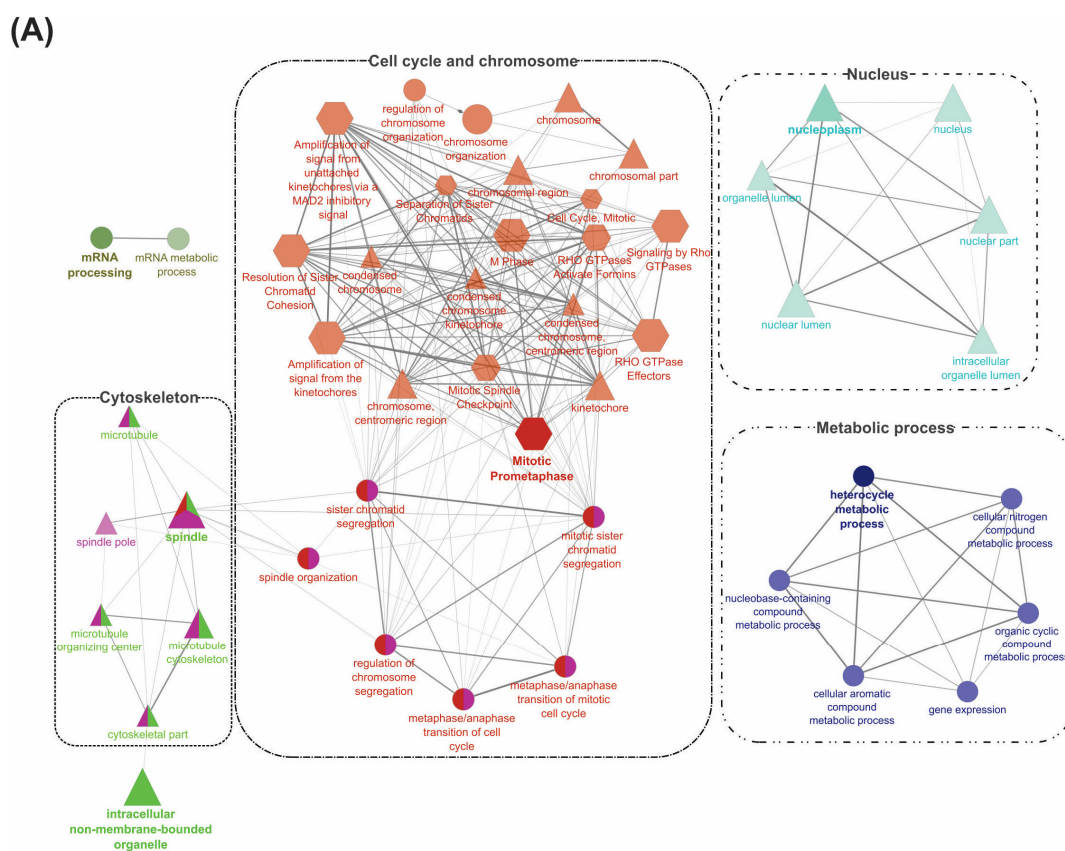 (A)
Cell cycle and chromosome
regulation of
chromosome
organization
chromosome
organization
chromosome
chromosomal part
Amplification of
signal from
unattached
kinetochores via a
MAD2 inhibitory
signal
chromosomal region
Separation of Sister
Chromatids
Cell Cycle, Mitotic
M Phase
RHO GTPases
Activate Formins
Signaling by Rho
GTPases
Resolution of Sister
Chromatid
Cohesion
condensed
chromosome
condensed
chromosome
kinetochore
condensed
chromosome,
centromeric region
RHO GTPase
Effectors
Amplification of
signal from the
kinetochores
Mitotic Spindle
Checkpoint
chromosome,
centromeric region
kinetochore
Mitotic
Prometaphase
sister chromatid
segregation
mitotic sister
chromatid
segregation
spindle organization
regulation of
chromosome
segregation
metaphase/anaphase
transition of mitotic
cell cycle
metaphase/anaphase
transition of cell
cycle
mRNA
processing
mRNA metabolic
process
Cytoskeleton
microtubule
spindle pole
spindle
microtubule
organizing center
microtubule
cytoskeleton
cytoskeletal part
intracellular
non-membrane-bounded
organelle
Nucleus
nucleoplasm
nucleus
organelle lumen
nuclear part
nuclear lumen
intracellular
organelle lumen
Metabolic process
heterocycle
metabolic
process
cellular nitrogen
compound
metabolic process
nucleobase-containing
compound
metabolic process
organic cyclic
compound
metabolic process
cellular aromatic
compound
metabolic process
gene expression